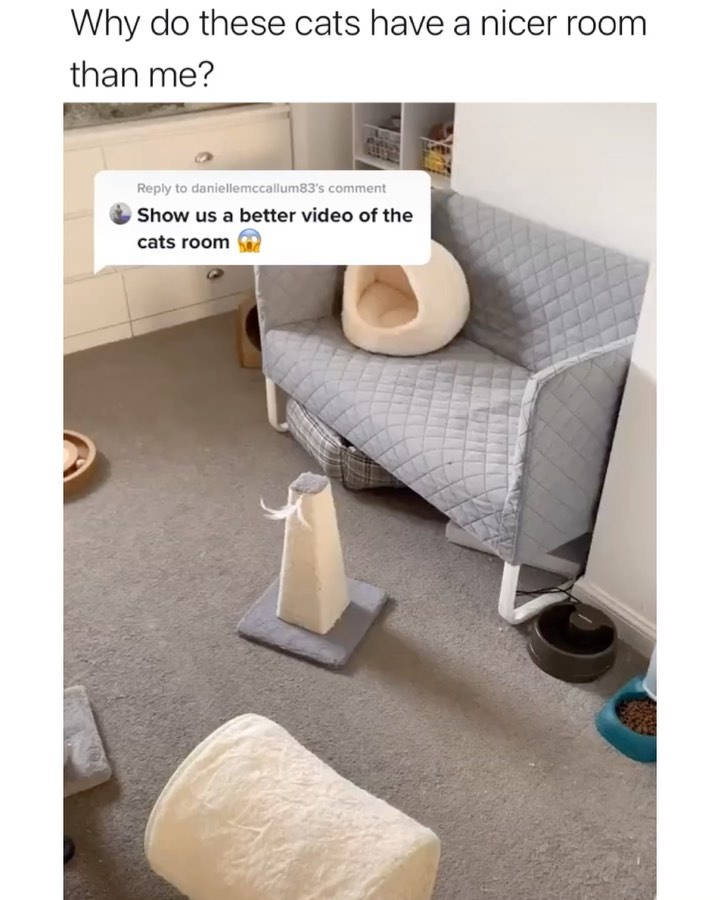 Why do these cats have a nicer room
than me?
Reply to daniellemccallum83's comment
Show us a better video of the
cats room 😱